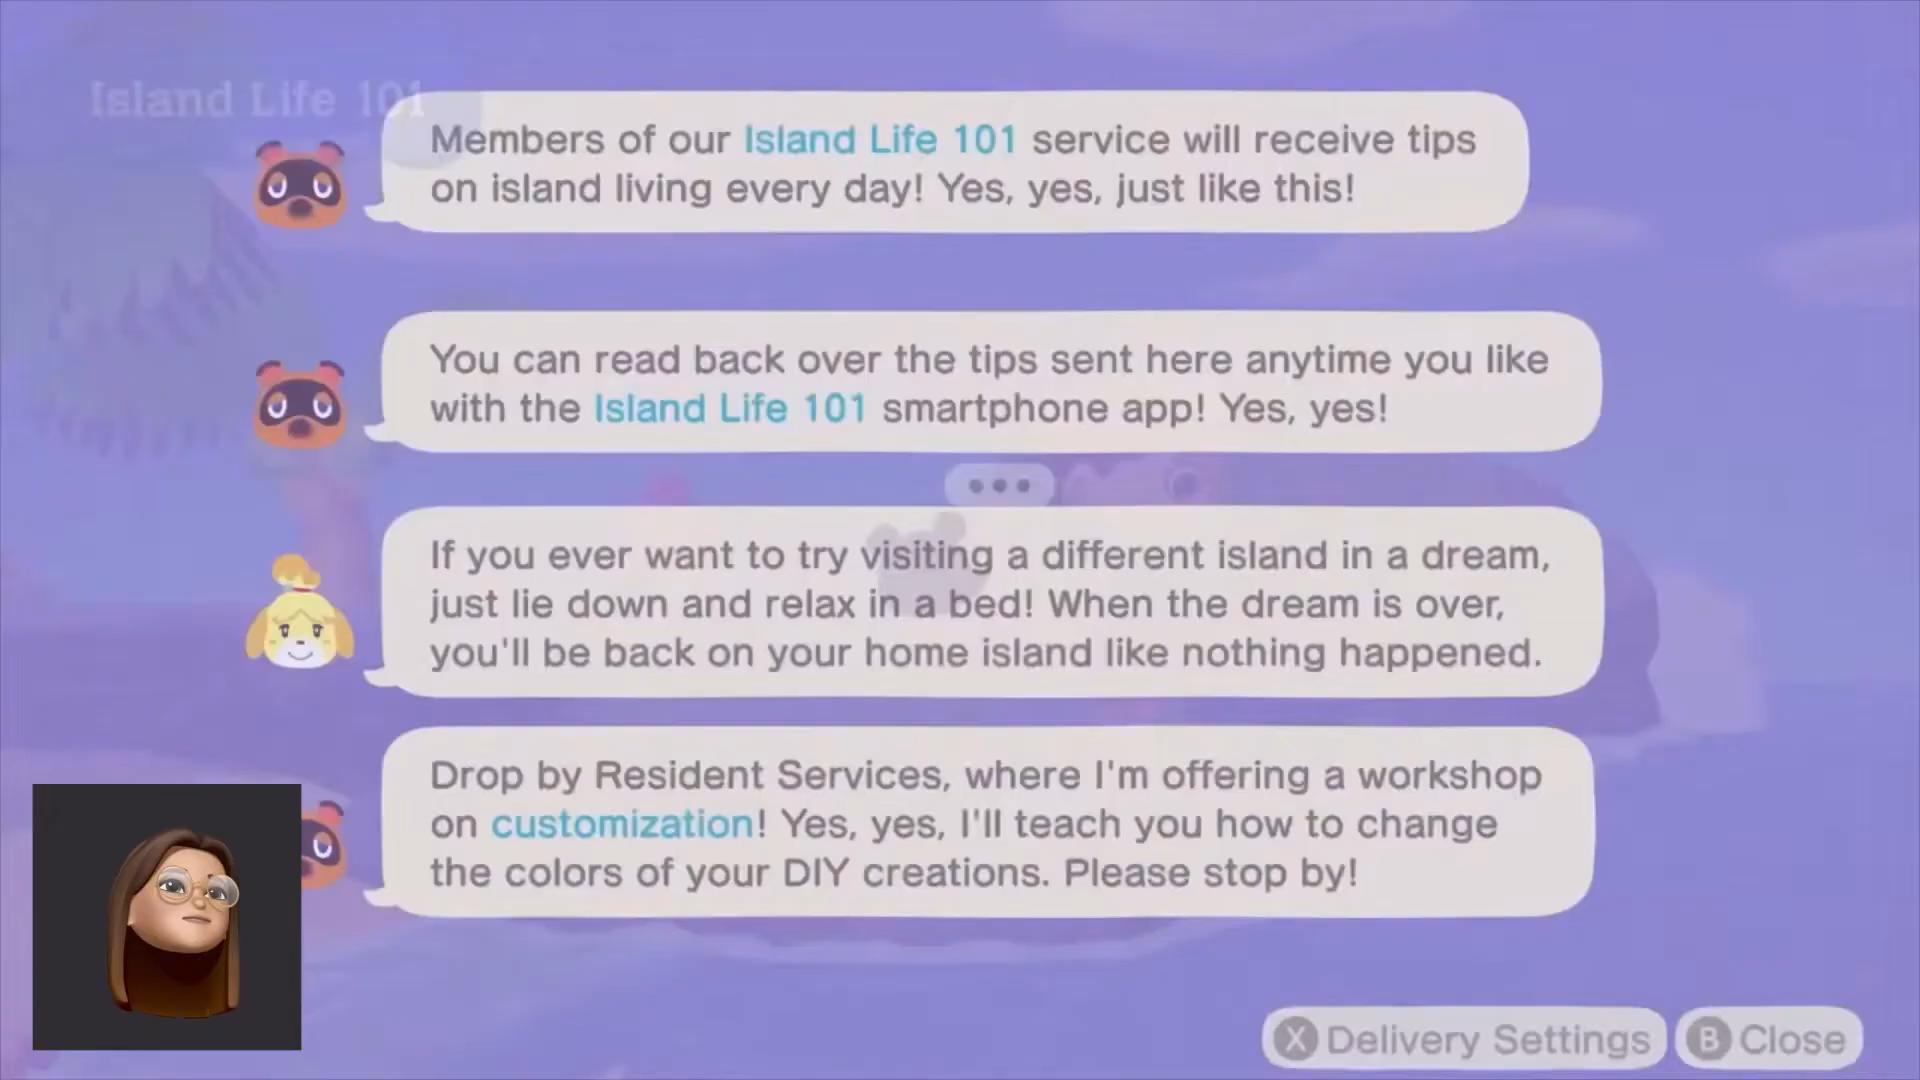 Island Life 101
Members of our Island Life 101 service will receive tips
on island living every day! Yes, yes, just like this!
You can read back over the tips sent here anytime you like
with the Island Life 101 smartphone app! Yes, yes!
If you ever want to try visiting a different island in a dream,
just lie down and relax in a bed! When the dream is over,
you'll be back on your home island like nothing happened.
Drop by Resident Services, where I'm offering a workshop
on customization! Yes, yes, I'll teach you how to change
the colors of your DIY creations. Please stop by!
X Delivery Settings
B Close